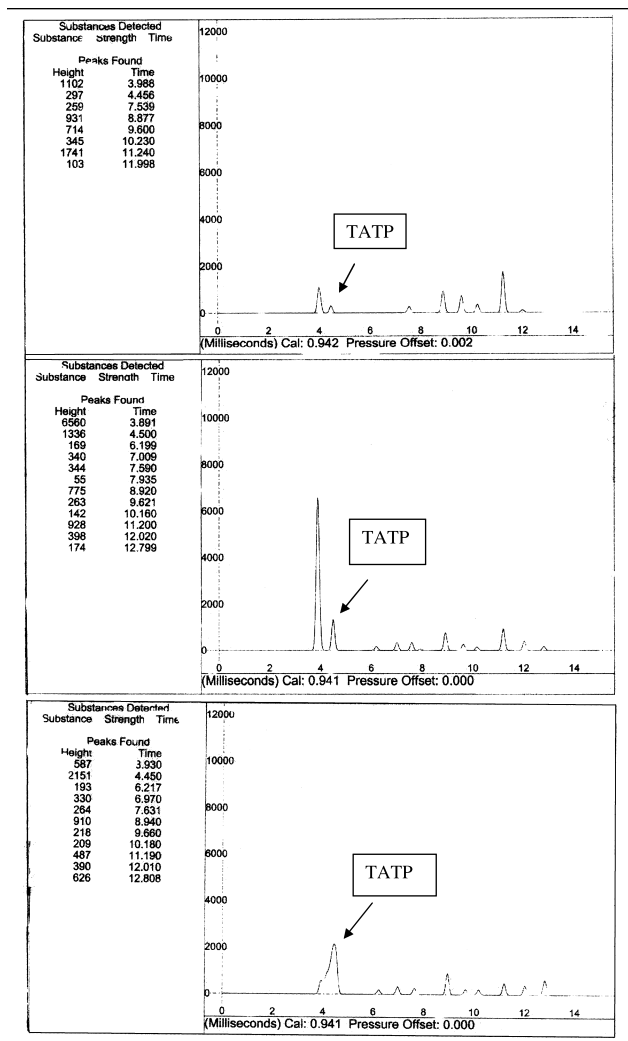 Substances Detected
Substance Strength Time
Peaks Found
Height Time
1102 3.988
297 4.456
259 7.539
931 8.877
714 9.600
345 10.230
1741 11.240
103 11.998
12000
10000
8000
6000
4000
2000
0
TATP
0 2 4 6 8 10 12 14
(Milliseconds) Cal: 0.942 Pressure Offset: 0.002
Substances Detected
Substance Strength Time
Peaks Found
Height Time
6560 3.891
1336 4.500
169 6.199
340 7.009
344 7.590
55 7.935
775 8.920
263 9.621
142 10.160
928 11.200
398 12.020
174 12.799
12000
10000
8000
6000
4000
2000
0
TATP
0 2 4 6 8 10 12 14
(Milliseconds) Cal: 0.941 Pressure Offset: 0.000
Substances Detected
Substance Strength Time
Peaks Found
Height Time
587 3.930
2151 4.450
193 6.217
330 6.970
264 7.631
910 8.940
218 9.660
209 10.180
487 11.190
390 12.010
626 12.808
12000
10000
8000
6000
4000
2000
0
TATP
0 2 4 6 8 10 12 14
(Milliseconds) Cal: 0.941 Pressure Offset: 0.000